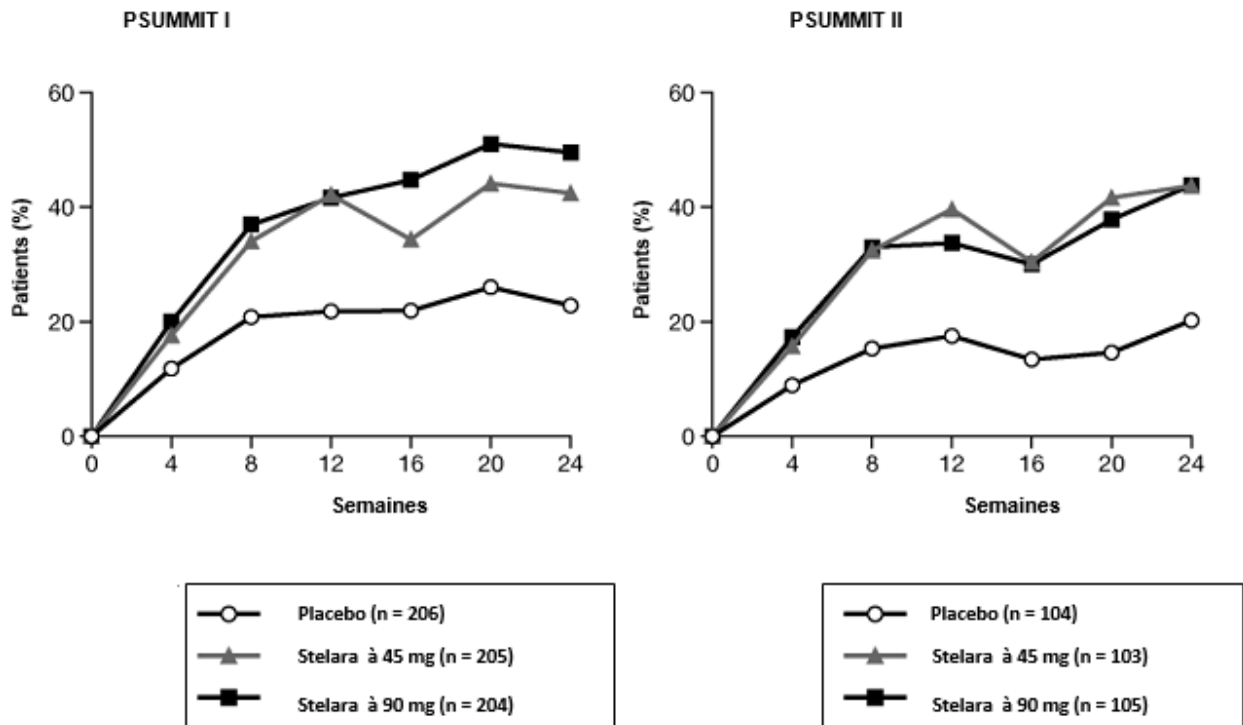 PSUMMIT I
60
40
20
0
Patients (%)
0 4 8 12 16 20 24
Semaines
Placebo (n = 206)
Stelara à 45 mg (n = 205)
Stelara à 90 mg (n = 204)
PSUMMIT II
60
40
20
0
Patients (%)
0 4 8 12 16 20 24
Semaines
Placebo (n = 104)
Stelara à 45 mg (n = 103)
Stelara à 90 mg (n = 105)